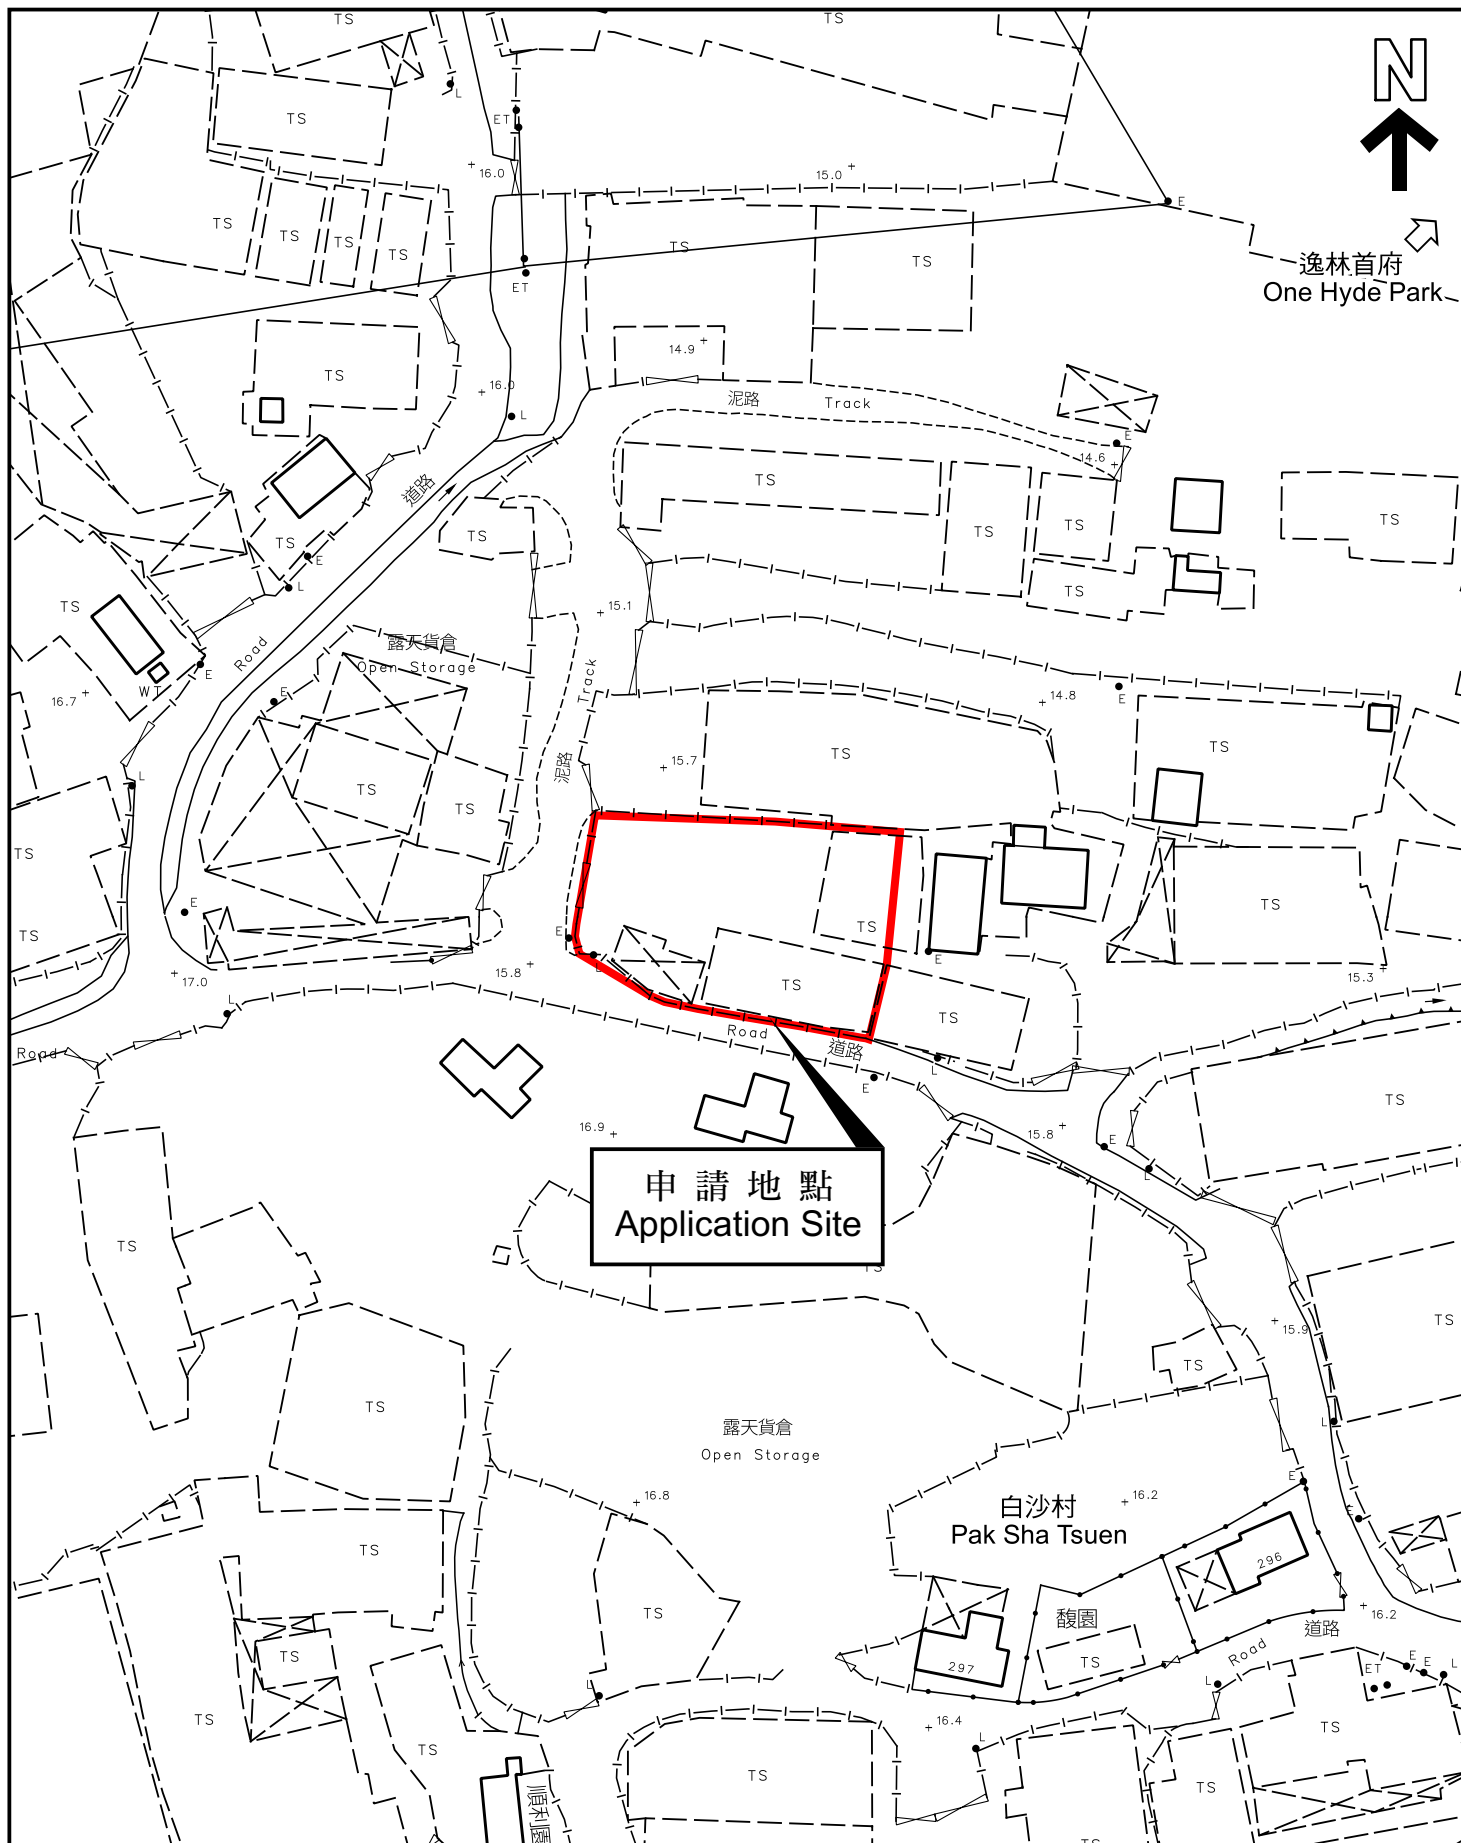 TS
TS
N
L
TS
ET
16.0
15.0
E
TS
TS
TS
TS
TS
TS
ET
逸林首府
One Hyde Park
14.9
TS
16.0
L
泥路 Track
E
14.6
道路
TS
TS
TS
TS
TS
TS
E
L
TS
TS
15.1
Road
露天貨倉
Open Storage
E
WT
16.7
E
Track
14.8
E
泥路
15.7
TS
TS
L
TS
TS
TS
E
TS
TS
TS
E
E
L
17.0
15.8
TS
15.3
L
TS
Road
道路
L
Road
E
TS
16.9
15.8
E
L
申請地點
Application Site
TS
TS
15.9
TS
TS
TS
露天貨倉
Open Storage
L
E
16.8
白沙村
Pak Sha Tsuen
16.2
E
TS
296
TS
馥園
16.2
道路
TS
297
TS
Road
ET
E
E
L
L
L
TS
16.4
TS
L
TS
TS
TS
順利園
TS